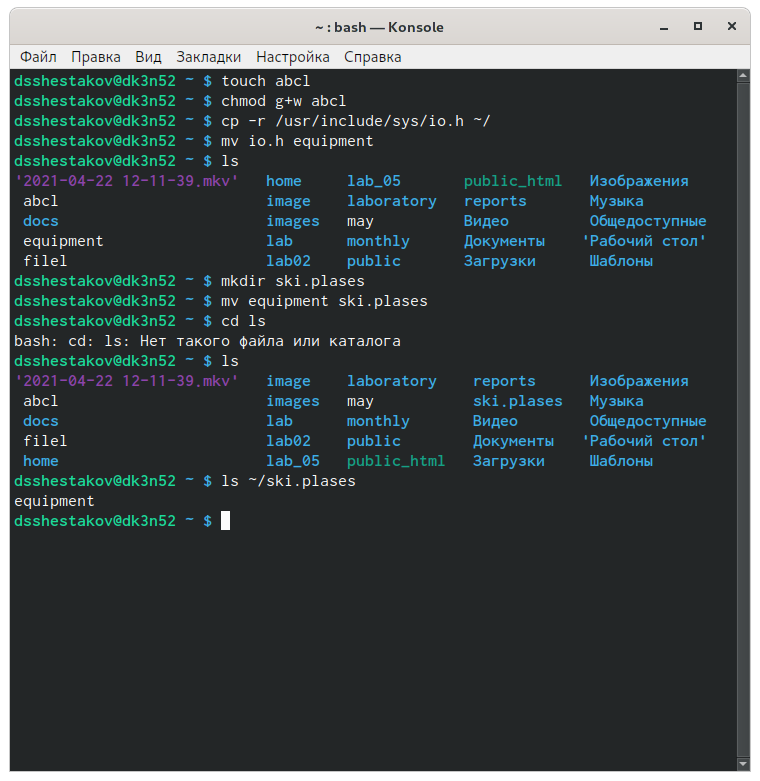 ~ : bash — Konsole
Файл Правка Вид Закладки Настройка Справка
dsshestakov@dk3n52 ~ $ touch abcl
dsshestakov@dk3n52 ~ $ chmod g+w abcl
dsshestakov@dk3n52 ~ $ cp -r /usr/include/sys/io.h ~/
dsshestakov@dk3n52 ~ $ mv io.h equipment
dsshestakov@dk3n52 ~ $ ls
'2021-04-22 12-11-39.mkv' home lab_05 public_html Изображения
abcl image laboratory reports Музыка
docs images may Видео Общедоступные
equipment lab monthly Документы 'Рабочий стол'
filel lab02 public Загрузки Шаблоны
dsshestakov@dk3n52 ~ $ mkdir ski.plases
dsshestakov@dk3n52 ~ $ mv equipment ski.plases
dsshestakov@dk3n52 ~ $ cd ls
bash: cd: ls: Нет такого файла или каталога
dsshestakov@dk3n52 ~ $ ls
'2021-04-22 12-11-39.mkv' image laboratory reports Изображения
abcl images may ski.plases Музыка
docs lab monthly Видео Общедоступные
filel lab02 public Документы 'Рабочий стол'
home lab_05 public_html Загрузки Шаблоны
dsshestakov@dk3n52 ~ $ ls ~/ski.plases
equipment
dsshestakov@dk3n52 ~ $